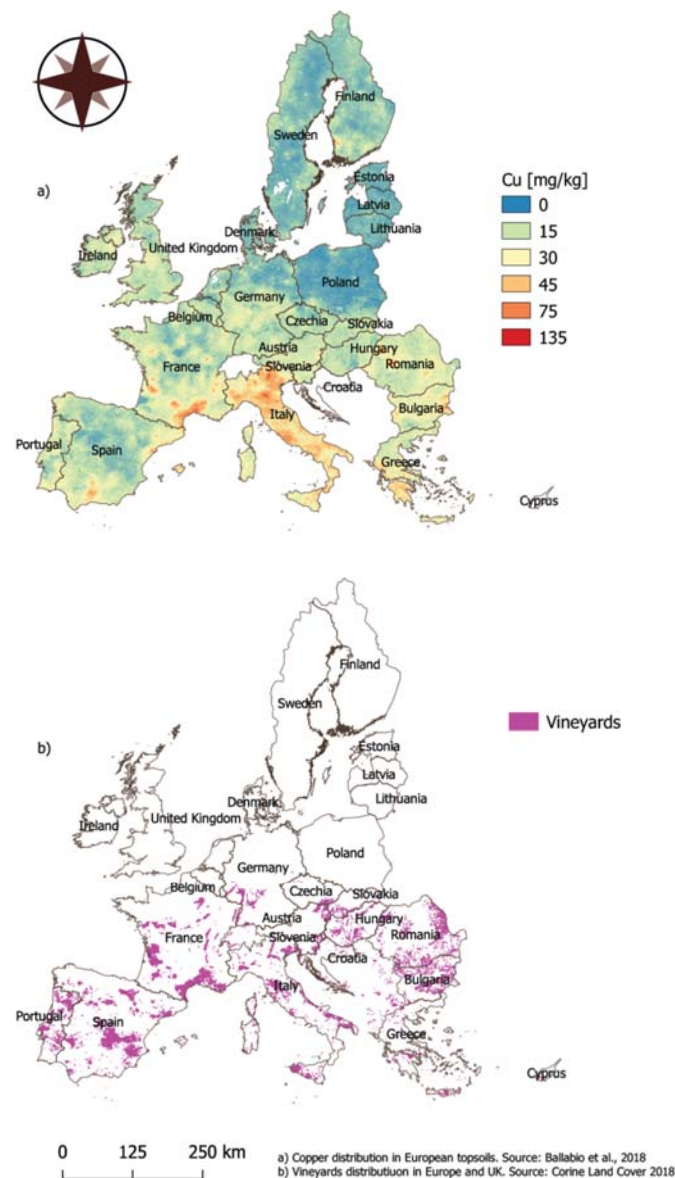 Finland
Sweden
a)
Estonia
Cu [mg/kg]
0
Latvia
15
Denmark
Lithuania
United Kingdom
30
Ireland
45
Poland
75
Germany
Belgium
Czechia
135
Slovakia
Austria
Hungary
France
Slovenia
Romania
Croatia
Italy
Bulgaria
Portugal
Spain
Greece
Cyprus
Finland
Sweden
Vineyards
b)
Estonia
Latvia
Denmark
Lithuania
United Kingdom
Ireland
Poland
Germany
Belgium
Czechia
Slovakia
Austria
Hungary
France
Slovenia
Romania
Croatia
Italy
Bulgaria
Portugal
Spain
Greece
Cyprus
0 125 250 km
a) Copper distribution in European topsoils. Source: Ballabio et al., 2018
b) Vineyards distributiuon in Europe and UK. Source: Corine Land Cover 2018